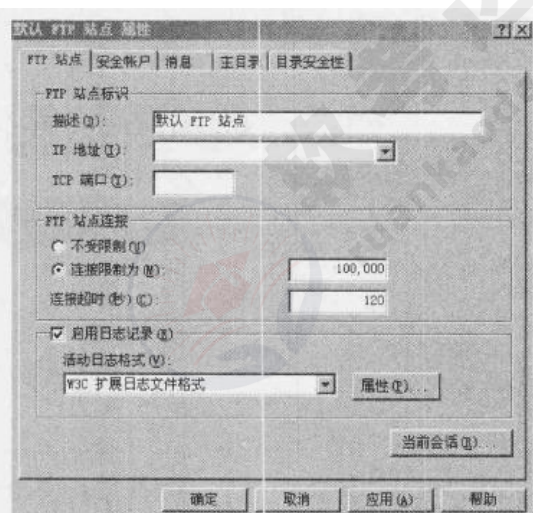 默认 FTP 站点 属性
FTP 站点 安全帐户 消息 主目录 目录安全性
FTP 站点标识
描述(D): 默认 FTP 站点
IP 地址(I):
TCP 端口(T):
FTP 站点连接
不受限制(U)
连接限制为(M): 100,000
连接超时(秒)(C): 120
启用日志记录(E)
活动日志格式(V):
W3C 扩展日志文件格式 属性(P)...
当前会话(R)...
确定 取消 应用(A) 帮助
ruankao